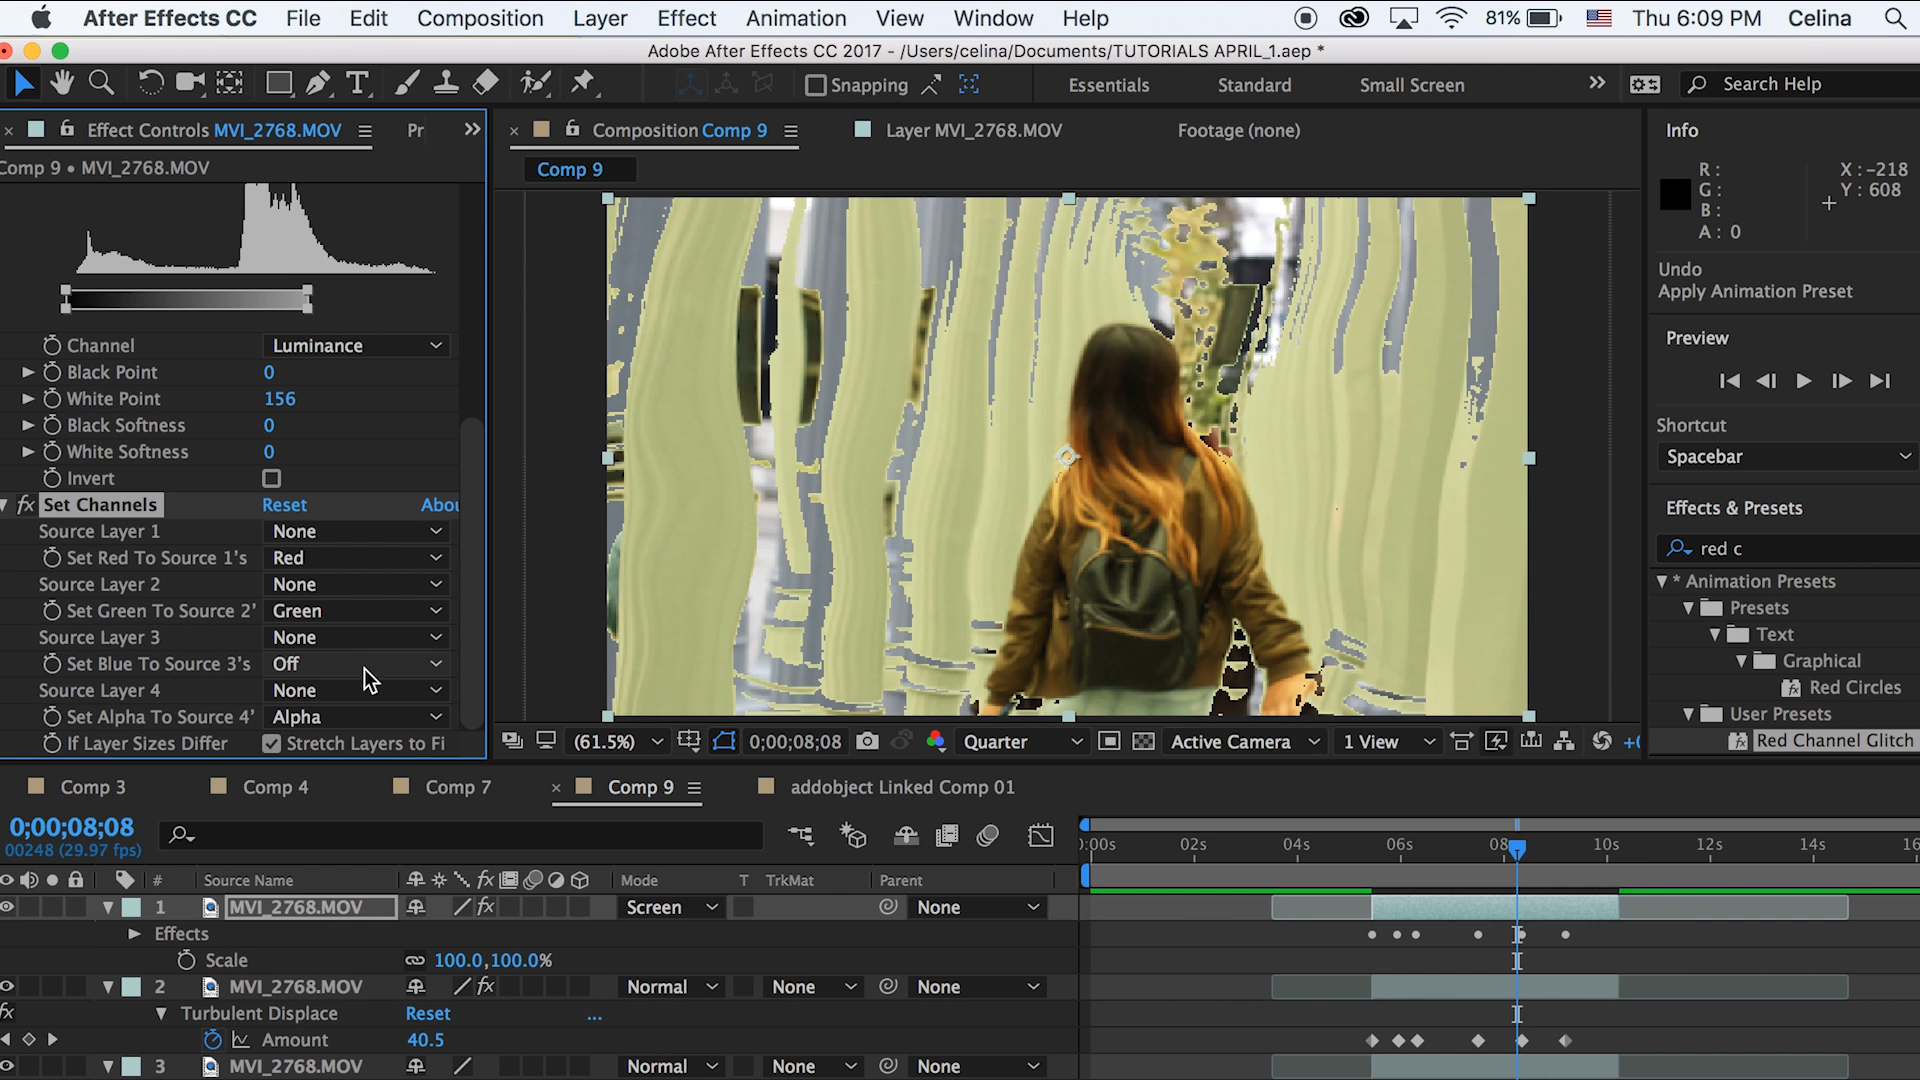 After Effects CC File Edit Composition Layer Effect Animation View Window Help 81% Thu 6:09 PM Celina
Adobe After Effects CC 2017 - /Users/celina/Documents/TUTORIALS APRIL_1.aep *
T Snapping Essentials Standard Small Screen Search Help
Effect Controls MVI_2768.MOV Pr
Composition Comp 9 Layer MVI_2768.MOV Footage (none)
Comp 9 • MVI_2768.MOV
Comp 9
Channel Luminance
Black Point 0
White Point 156
Black Softness 0
White Softness 0
Invert
fx Set Channels Reset Abou
Source Layer 1 None
Set Red To Source 1's Red
Source Layer 2 None
Set Green To Source 2' Green
Source Layer 3 None
Set Blue To Source 3's Off
Source Layer 4 None
Set Alpha To Source 4' Alpha
If Layer Sizes Differ Stretch Layers to Fi
(61.5%) 0;00;08;08 Quarter Active Camera 1 View
Info
R :
G :
B :
A : 0
X : -218
Y : 608
Undo
Apply Animation Preset
Preview
Shortcut
Spacebar
Effects & Presets
red c
* Animation Presets
Presets
Text
Graphical
Red Circles
User Presets
Red Channel Glitch
Comp 3 Comp 4 Comp 7 Comp 9 addobject Linked Comp 01
0;00;08;08
00248 (29.97 fps)
):00s 02s 04s 06s 08 10s 12s 14s 16
# Source Name fx Mode T TrkMat Parent
1 MVI_2768.MOV fx Screen None
Effects
Scale 100.0,100.0%
2 MVI_2768.MOV fx Normal None None
fx Turbulent Displace Reset ...
Amount 40.5
3 MVI_2768.MOV Normal None None